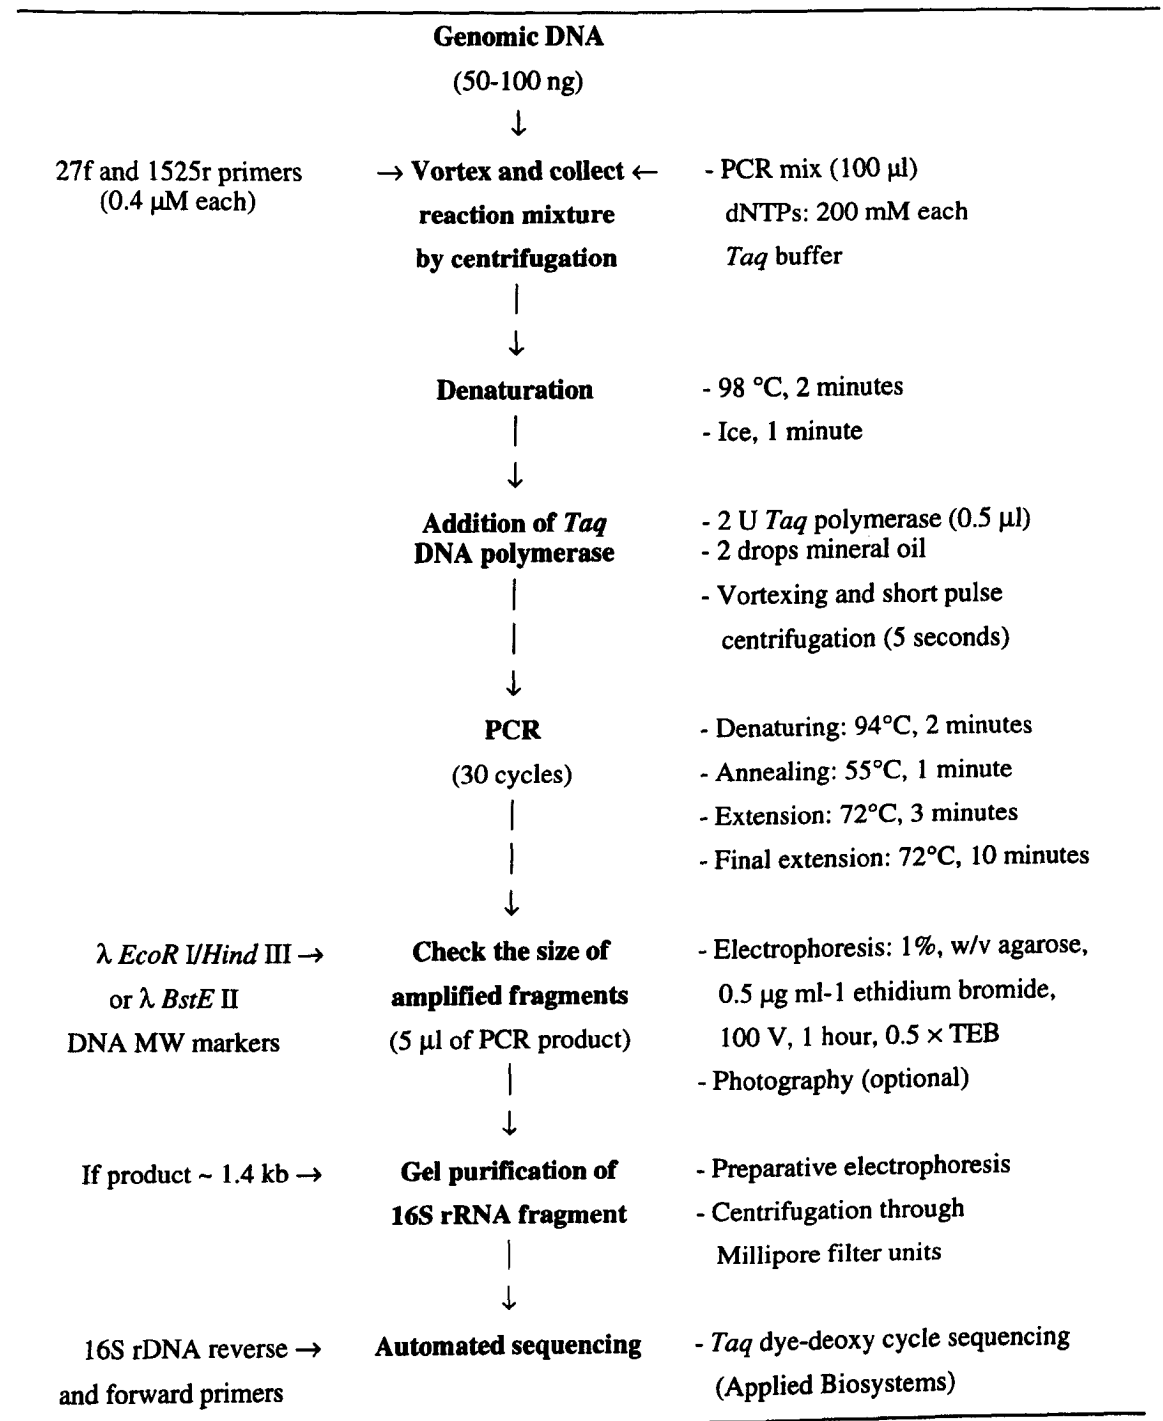 Genomic DNA
(50-100 ng)
↓
27f and 1525r primers
(0.4 µM each)
→ Vortex and collect ←
reaction mixture
by centrifugation
- PCR mix (100 µl)
dNTPs: 200 mM each
Taq buffer
↓
Denaturation
- 98 °C, 2 minutes
- Ice, 1 minute
↓
Addition of Taq
DNA polymerase
- 2 U Taq polymerase (0.5 µl)
- 2 drops mineral oil
- Vortexing and short pulse
centrifugation (5 seconds)
↓
PCR
(30 cycles)
- Denaturing: 94°C, 2 minutes
- Annealing: 55°C, 1 minute
- Extension: 72°C, 3 minutes
- Final extension: 72°C, 10 minutes
↓
λ EcoR I/Hind III →
or λ BstE II
DNA MW markers
Check the size of
amplified fragments
(5 µl of PCR product)
- Electrophoresis: 1%, w/v agarose,
0.5 µg ml-1 ethidium bromide,
100 V, 1 hour, 0.5 × TEB
- Photography (optional)
↓
If product ~ 1.4 kb →
Gel purification of
16S rRNA fragment
- Preparative electrophoresis
- Centrifugation through
Millipore filter units
↓
16S rDNA reverse →
and forward primers
Automated sequencing
- Taq dye-deoxy cycle sequencing
(Applied Biosystems)